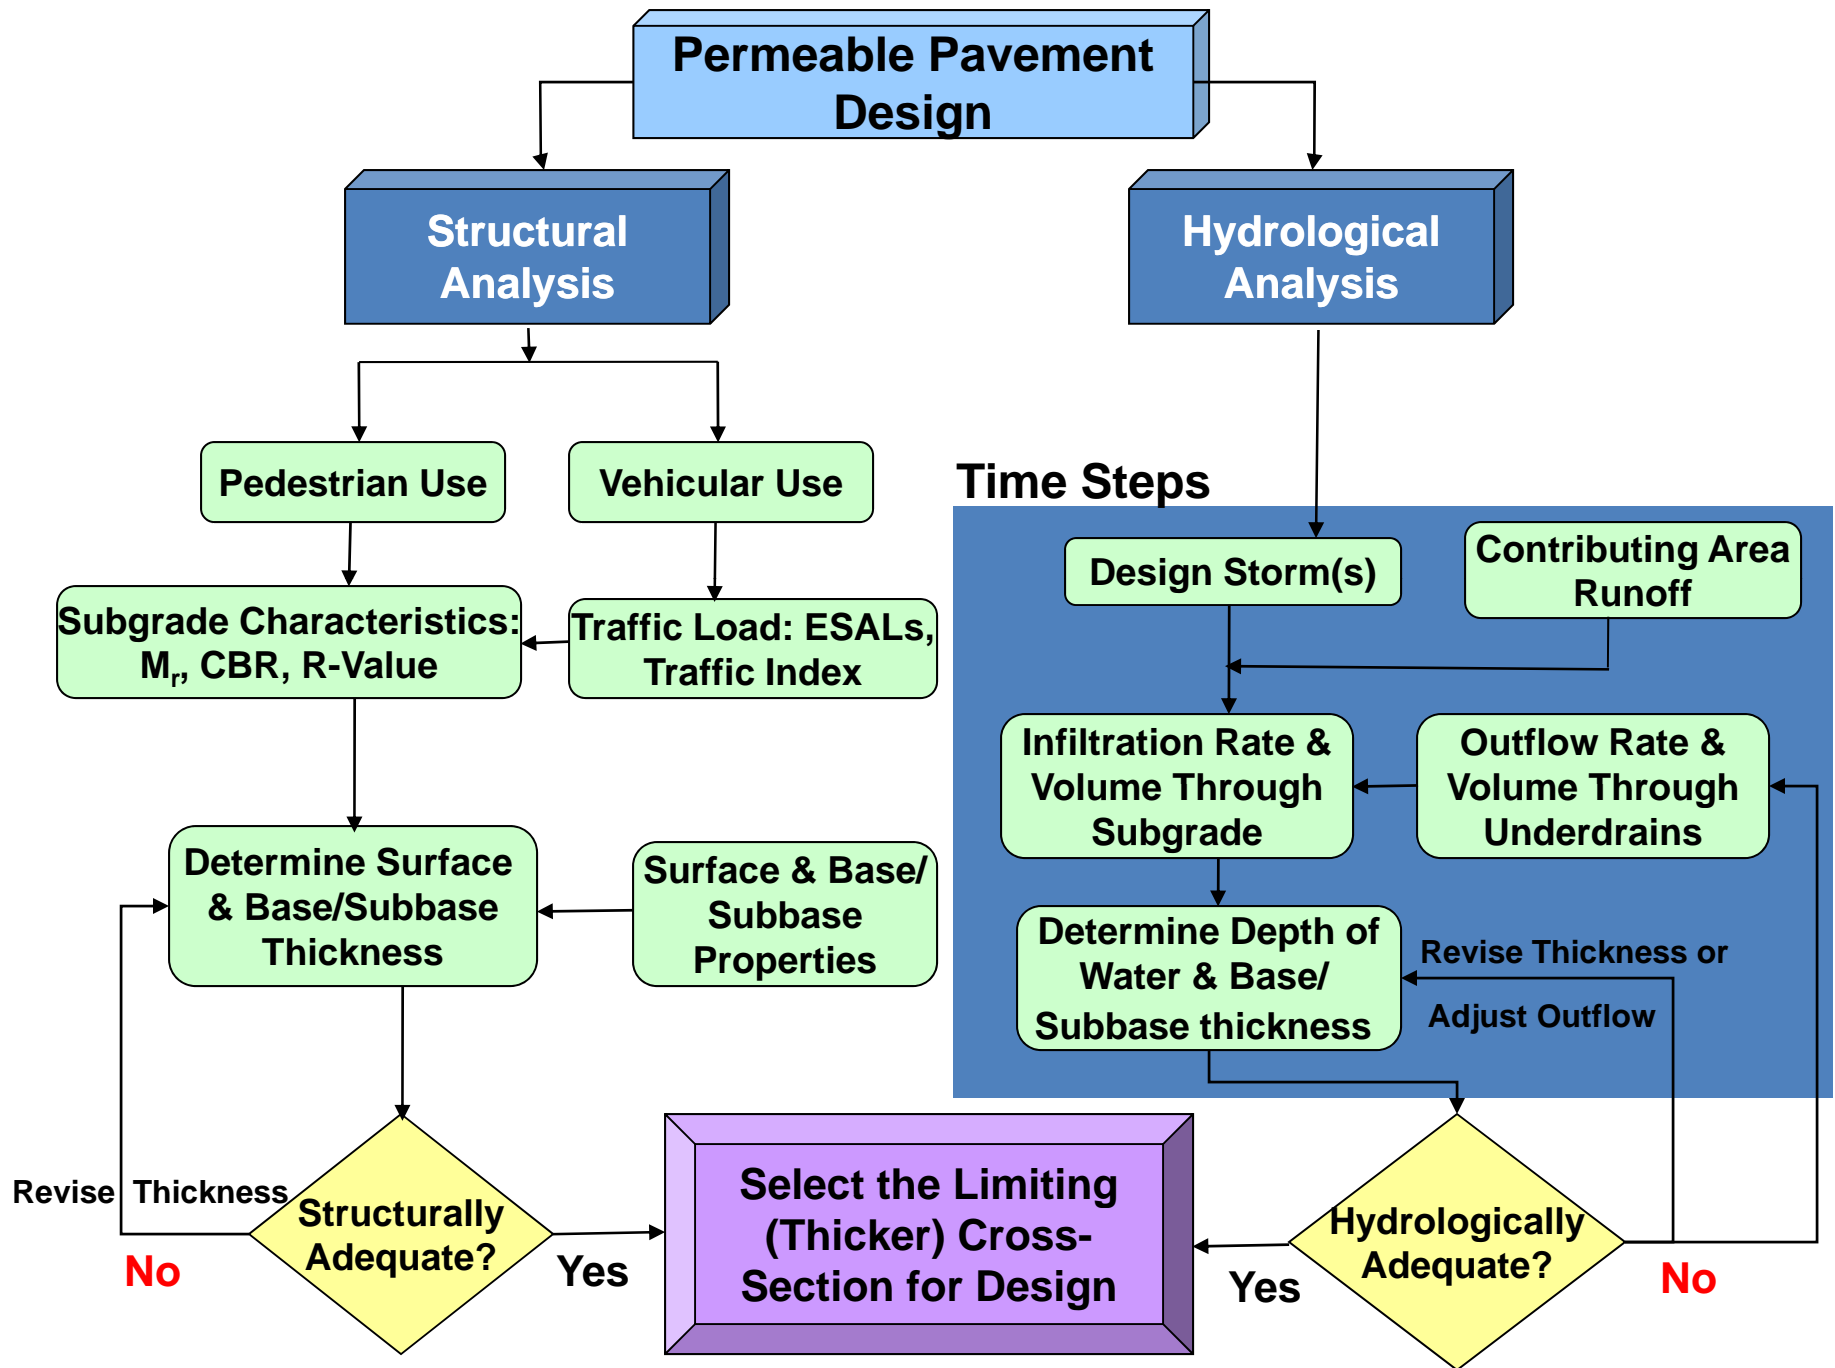 Permeable Pavement
Design
Structural
Analysis
Hydrological
Analysis
Pedestrian Use
Vehicular Use
Time Steps
Design Storm(s)
Contributing Area
Runoff
Subgrade Characteristics:
Mr, CBR, R-Value
Traffic Load: ESALs,
Traffic Index
Infiltration Rate &
Volume Through
Subgrade
Outflow Rate &
Volume Through
Underdrains
Determine Surface
& Base/Subbase
Thickness
Surface & Base/
Subbase
Properties
Determine Depth of
Water & Base/
Subbase thickness
Revise Thickness or
Adjust Outflow
Revise Thickness
No
Structurally
Adequate?
Yes
Select the Limiting
(Thicker) Cross-
Section for Design
Yes
Hydrologically
Adequate?
No